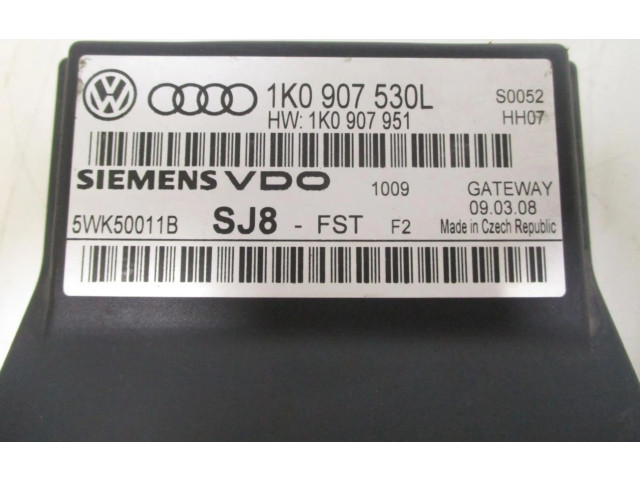 1K0 907 530L S0052
HW: 1K0 907 951 HH07
SIEMENS VDO 1009 GATEWAY
09.03.08
5WK50011B SJ8 - FST F2 Made in Czech Republic